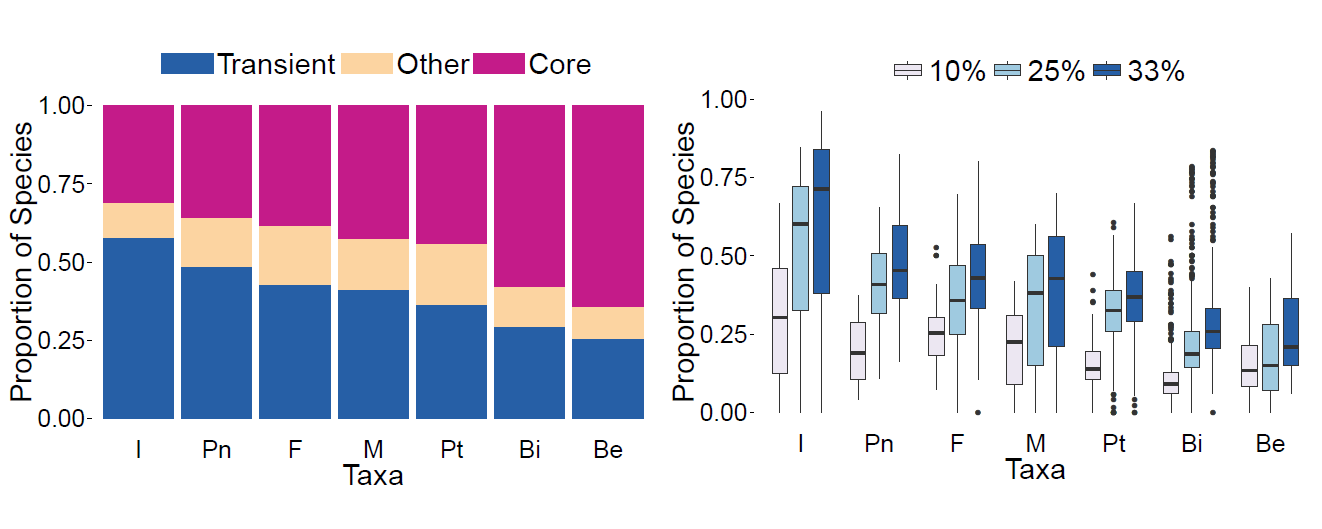 Transient Other Core
Proportion of Species
1.00
0.75
0.50
0.25
0.00
I Pn F M Pt Bi Be
Taxa
10% 25% 33%
Proportion of Species
1.00
0.75
0.50
0.25
0.00
I Pn F M Pt Bi Be
Taxa